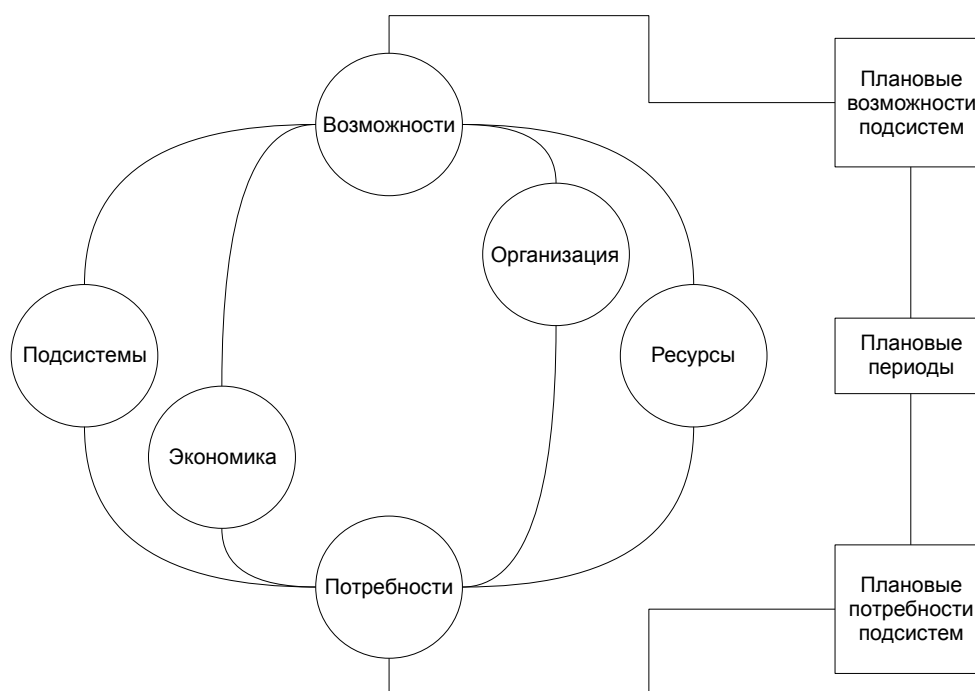 Возможности
Плановые
возможности
подсистем
Организация
Подсистемы
Ресурсы
Плановые
периоды
Экономика
Потребности
Плановые
потребности
подсистем